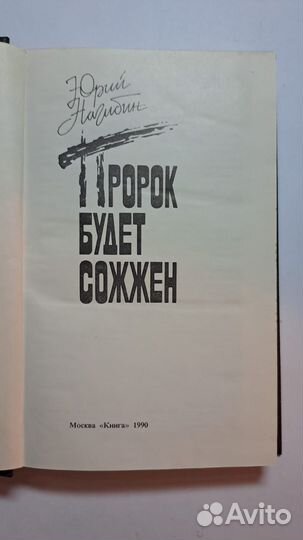 Юрий
Нагибин
Пророк
будет
сожжен
Москва «Книга» 1990
Avito